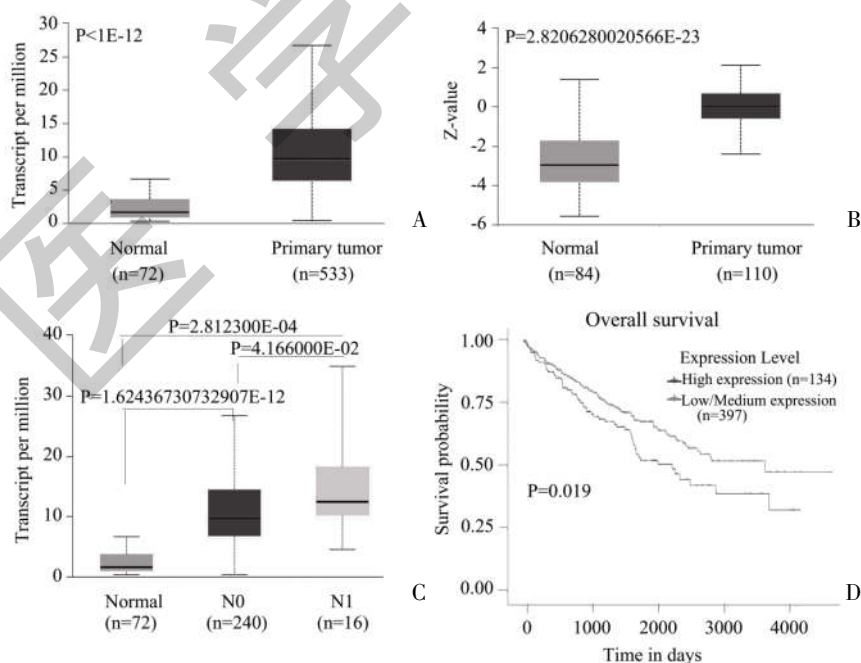 P<1E-12
Transcript per million
30
25
20
15
10
5
0
Normal
(n=72)
Primary tumor
(n=533)
A
P=2.8206280020566E-23
Z-value
4
2
0
-2
-4
-6
Normal
(n=84)
Primary tumor
(n=110)
B
P=2.812300E-04
P=4.166000E-02
P=1.62436730732907E-12
Transcript per million
40
30
20
10
0
Normal
(n=72)
N0
(n=240)
N1
(n=16)
C
Overall survival
Expression Level
High expression (n=134)
Low/Medium expression
(n=397)
P=0.019
Survival probability
1.00
0.75
0.50
0.25
0.00
0
1000
2000
3000
4000
Time in days
D
医学